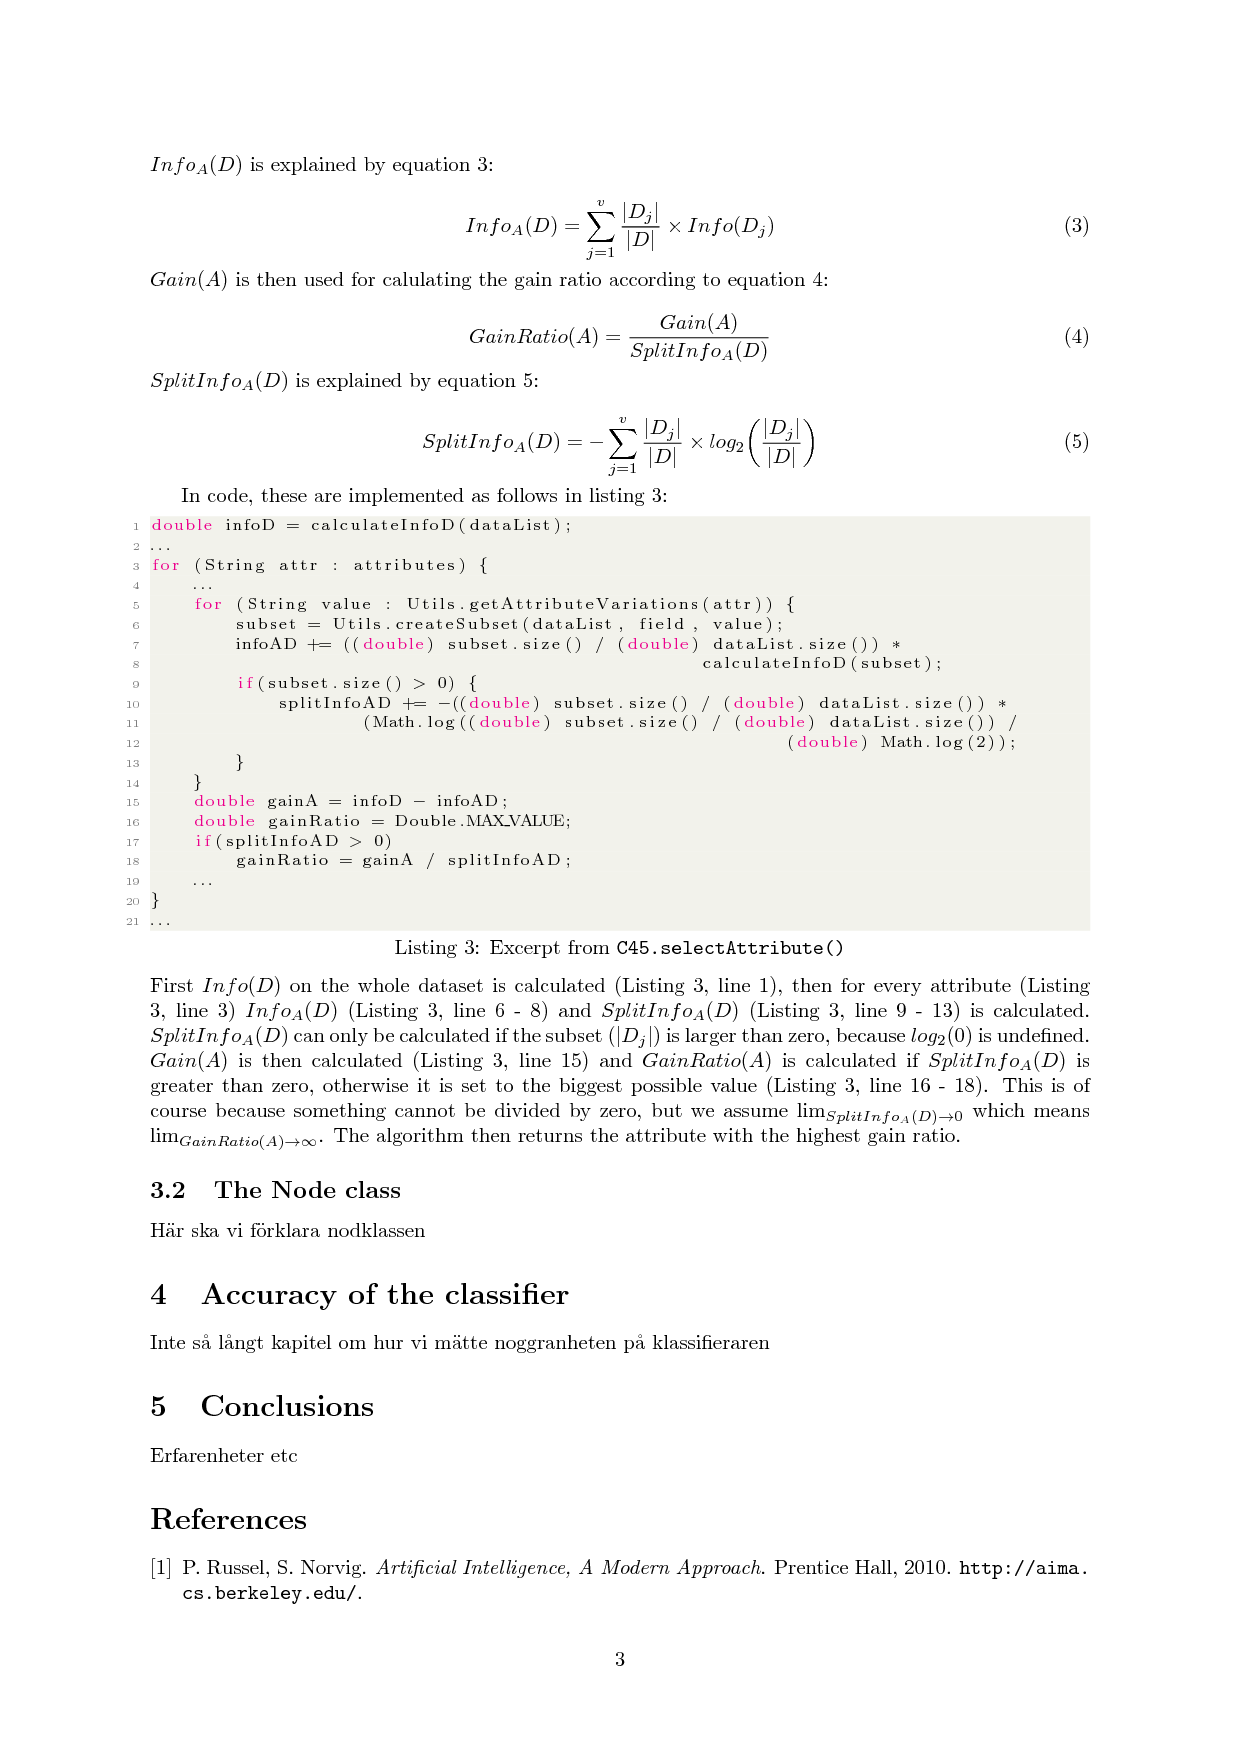 Info_A(D) is explained by equation 3:
Info_A(D) = \sum_{j=1}^{v} \frac{|D_j|}{|D|} × Info(D_j) (3)
Gain(A) is then used for calulating the gain ratio according to equation 4:
GainRatio(A) = \frac{Gain(A)}{SplitInfo_A(D)} (4)
SplitInfo_A(D) is explained by equation 5:
SplitInfo_A(D) = − \sum_{j=1}^{v} \frac{|D_j|}{|D|} × log_2 \left( \frac{|D_j|}{|D|} \right) (5)
In code, these are implemented as follows in listing 3:
1 double infoD = calculateInfoD(dataList);
2 ...
3 for (String attr : attributes) {
4     ...
5     for (String value : Utils.getAttributeVariations(attr)) {
6         subset = Utils.createSubset(dataList, field, value);
7         infoAD += ((double) subset.size() / (double) dataList.size()) *
8                                             calculateInfoD(subset);
9         if(subset.size() > 0) {
10             splitInfoAD += −((double) subset.size() / (double) dataList.size()) *
11                     (Math.log((double) subset.size() / (double) dataList.size()) /
12                                                             (double) Math.log(2));
13         }
14     }
15     double gainA = infoD − infoAD;
16     double gainRatio = Double.MAX_VALUE;
17     if(splitInfoAD > 0)
18         gainRatio = gainA / splitInfoAD;
19     ...
20 }
21 ...
Listing 3: Excerpt from C45.selectAttribute()
First Info(D) on the whole dataset is calculated (Listing 3, line 1), then for every attribute (Listing
3, line 3) Info_A(D) (Listing 3, line 6 - 8) and SplitInfo_A(D) (Listing 3, line 9 - 13) is calculated.
SplitInfo_A(D) can only be calculated if the subset (|D_j|) is larger than zero, because log_2(0) is undefined.
Gain(A) is then calculated (Listing 3, line 15) and GainRatio(A) is calculated if SplitInfo_A(D) is
greater than zero, otherwise it is set to the biggest possible value (Listing 3, line 16 - 18). This is of
course because something cannot be divided by zero, but we assume lim_{SplitInfo_A(D)→0} which means
lim_{GainRatio(A)→∞}. The algorithm then returns the attribute with the highest gain ratio.
3.2 The Node class
Här ska vi förklara nodklassen
4 Accuracy of the classifier
Inte så långt kapitel om hur vi mätte noggranheten på klassifieraren
5 Conclusions
Erfarenheter etc
References
[1] P. Russel, S. Norvig. Artificial Intelligence, A Modern Approach. Prentice Hall, 2010. http://aima.
cs.berkeley.edu/.
3